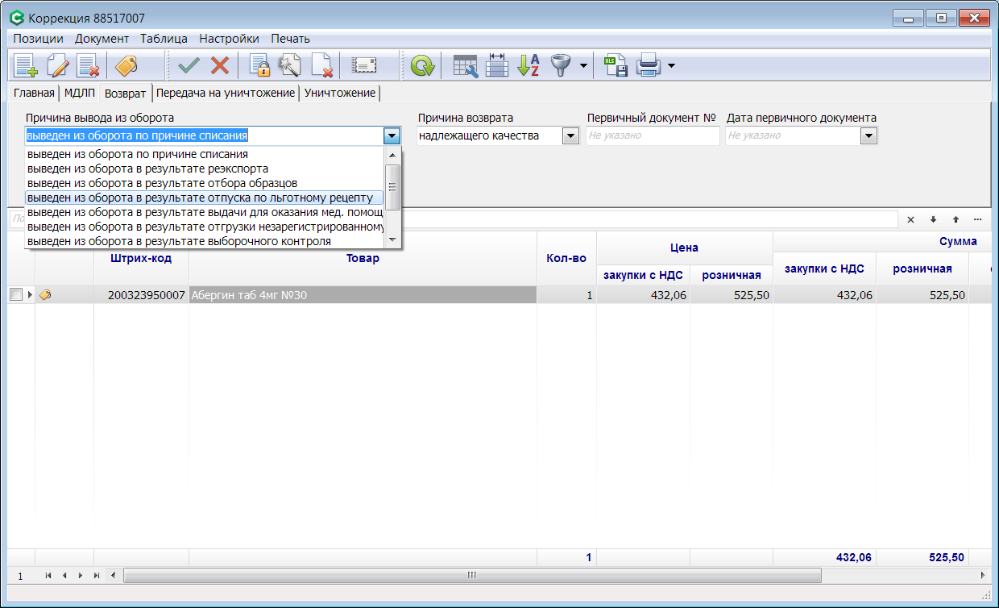 Коррекция 88517007
Позиции Документ Таблица Настройки Печать
XLS
A
Z
Главная МДЛП Возврат Передача на уничтожение Уничтожение
Причина вывода из оборота Причина возврата Первичный документ № Дата первичного документа
выведен из оборота по причине списания надлежащего качества Не указано Не указано
выведен из оборота по причине списания
выведен из оборота в результате реэкспорта
выведен из оборота в результате отбора образцов
выведен из оборота в результате отпуска по льготному рецепту
выведен из оборота в результате выдачи для оказания мед. помощ
выведен из оборота в результате отгрузки незарегистрированному
выведен из оборота в результате выборочного контроля
Штрих-код Товар Кол-во Цена Сумма
закупки с НДС розничная закупки с НДС розничная
200323950007 Абергин таб 4мг №30 1 432,06 525,50 432,06 525,50
1 432,06 525,50
1